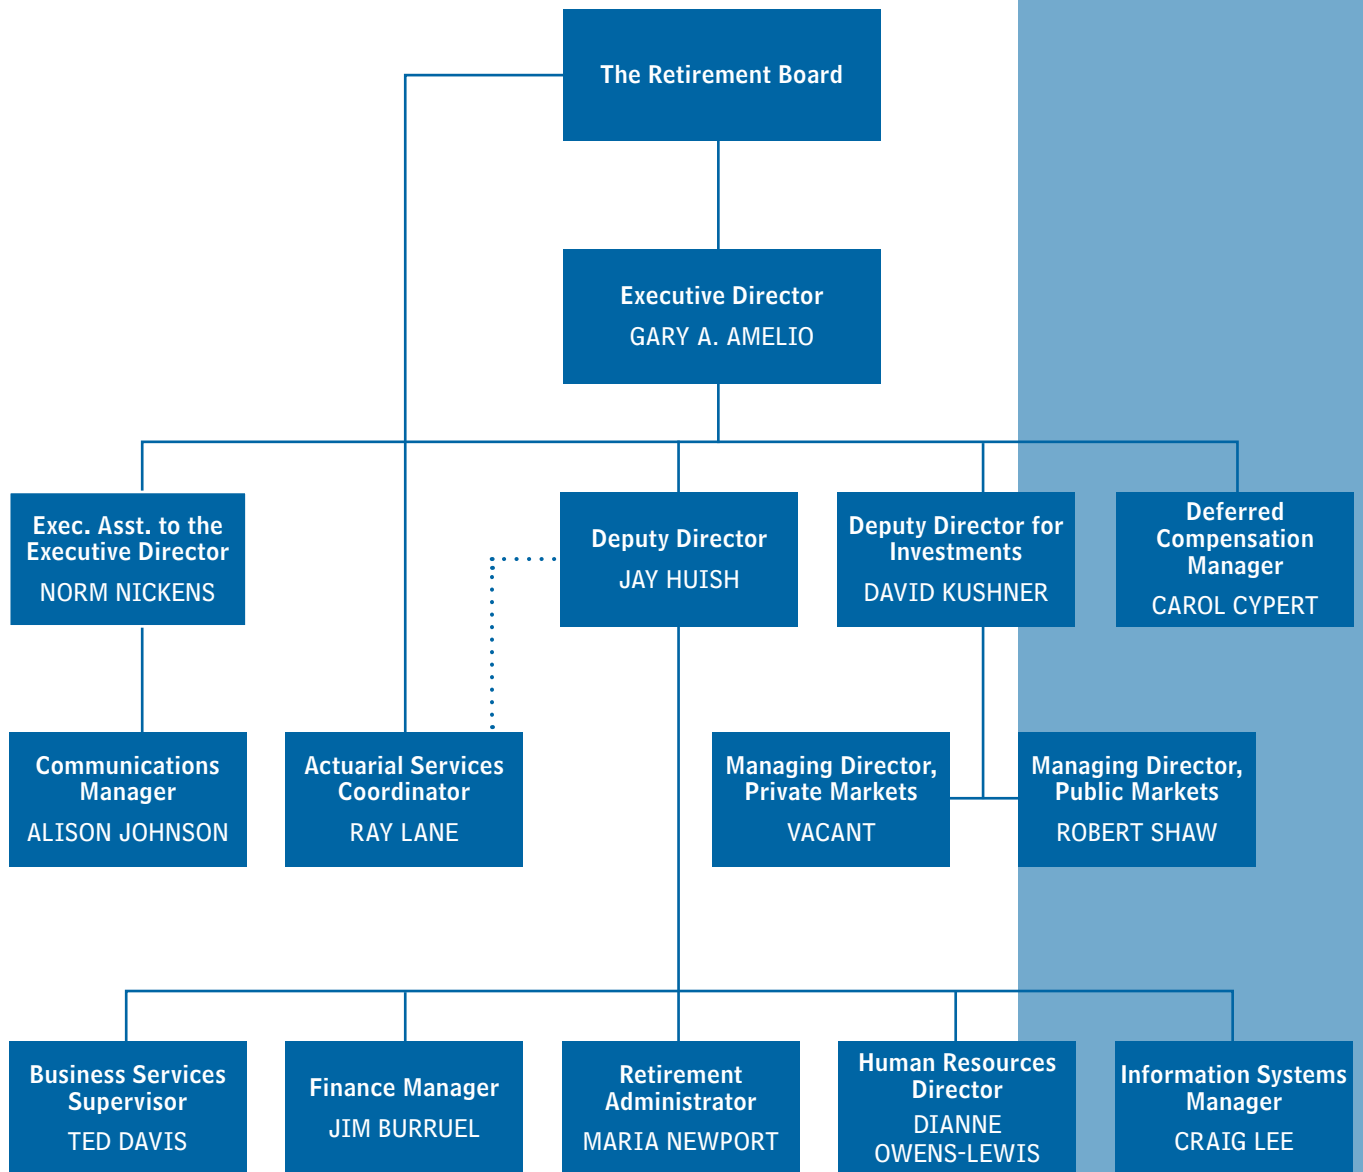 The Retirement Board
Executive Director
GARY A. AMELIO
Exec. Asst. to the
Executive Director
NORM NICKENS
Deputy Director
JAY HUISH
Deputy Director for
Investments
DAVID KUSHNER
Deferred
Compensation
Manager
CAROL CYPERT
Communications
Manager
ALISON JOHNSON
Actuarial Services
Coordinator
RAY LANE
Managing Director,
Private Markets
VACANT
Managing Director,
Public Markets
ROBERT SHAW
Business Services
Supervisor
TED DAVIS
Finance Manager
JIM BURRUEL
Retirement
Administrator
MARIA NEWPORT
Human Resources
Director
DIANNE
OWENS-LEWIS
Information Systems
Manager
CRAIG LEE